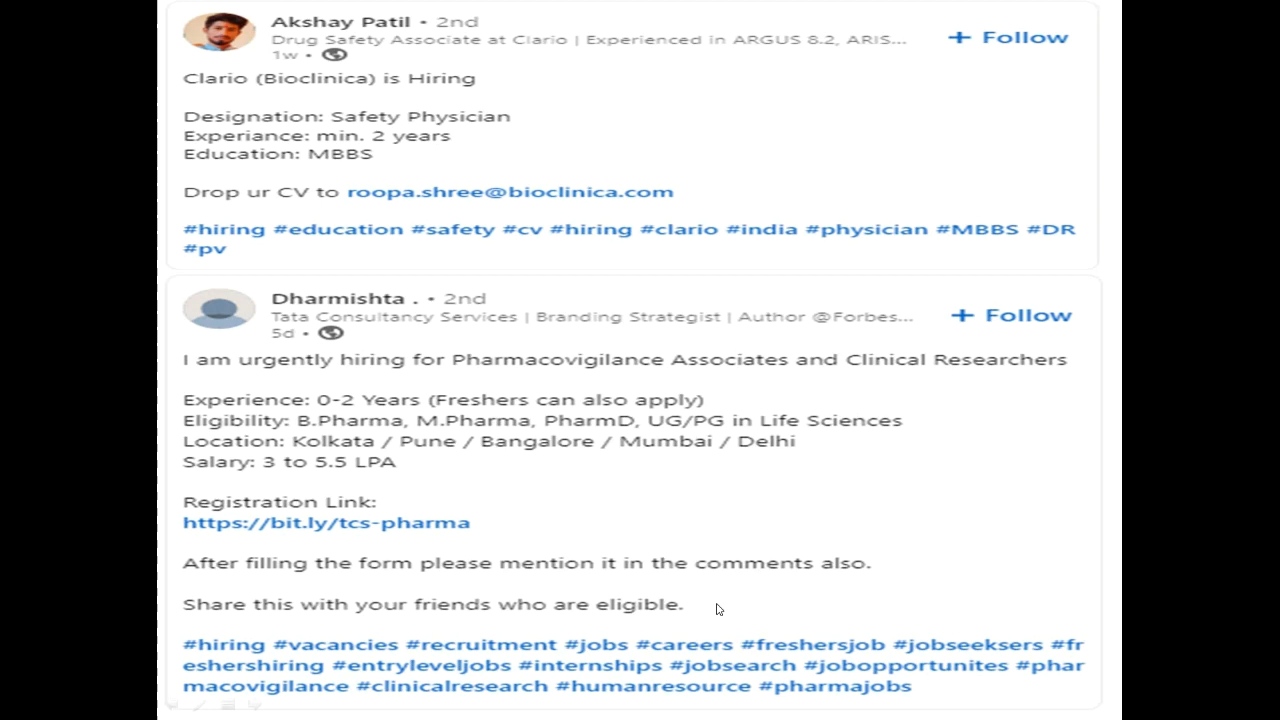 Akshay Patil • 2nd
Drug Safety Associate at Clario | Experienced in ARGUS 8.2, ARIS...
1w •
+ Follow
Clario (Bioclinica) is Hiring
Designation: Safety Physician
Experiance: min. 2 years
Education: MBBS
Drop ur CV to roopa.shree@bioclinica.com
#hiring #education #safety #cv #hiring #clario #india #physician #MBBS #DR
#pv
Dharmishta . • 2nd
Tata Consultancy Services | Branding Strategist | Author @Forbes...
5d •
+ Follow
I am urgently hiring for Pharmacovigilance Associates and Clinical Researchers
Experience: 0-2 Years (Freshers can also apply)
Eligibility: B.Pharma, M.Pharma, PharmD, UG/PG in Life Sciences
Location: Kolkata / Pune / Bangalore / Mumbai / Delhi
Salary: 3 to 5.5 LPA
Registration Link:
https://bit.ly/tcs-pharma
After filling the form please mention it in the comments also.
Share this with your friends who are eligible.
#hiring #vacancies #recruitment #jobs #careers #freshersjob #jobseeksers #fr
eshershiring #entryleveljobs #internships #jobsearch #jobopportunites #phar
macovigilance #clinicalresearch #humanresource #pharmajobs